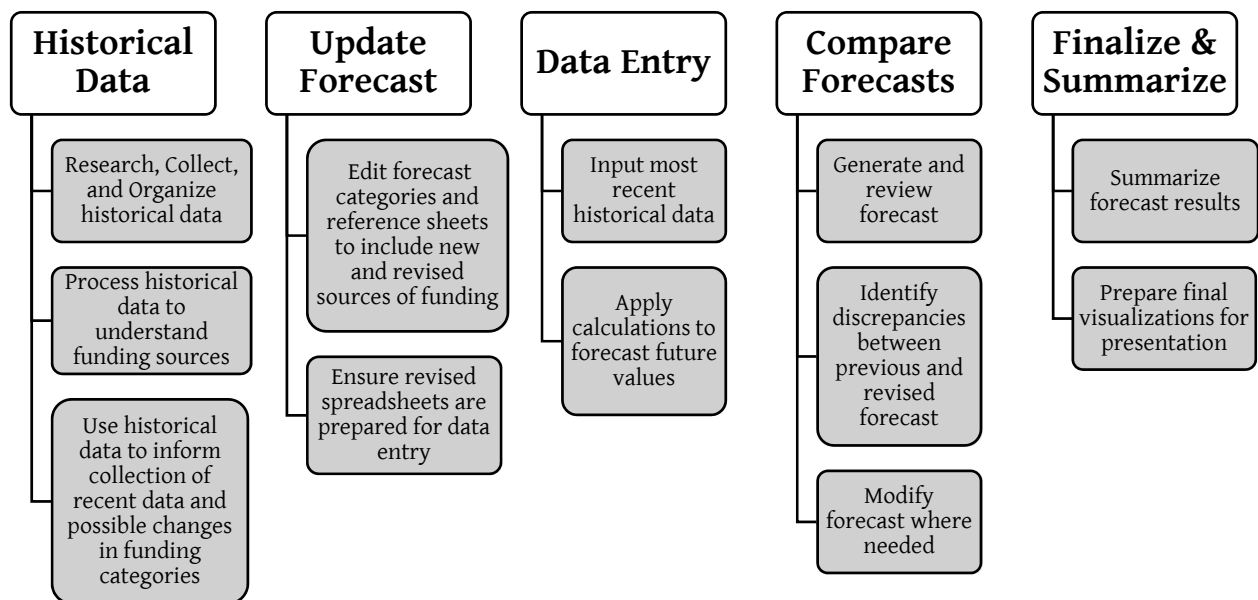 Historical
Data
Research, Collect,
and Organize
historical data
Process historical
data to
understand
funding sources
Use historical
data to inform
collection of
recent data and
possible changes
in funding
categories
Update
Forecast
Edit forecast
categories and
reference sheets
to include new
and revised
sources of funding
Ensure revised
spreadsheets are
prepared for data
entry
Data Entry
Input most
recent
historical data
Apply
calculations to
forecast future
values
Compare
Forecasts
Generate and
review
forecast
Identify
discrepancies
between
previous and
revised
forecast
Modify
forecast where
needed
Finalize &
Summarize
Summarize
forecast results
Prepare final
visualizations for
presentation